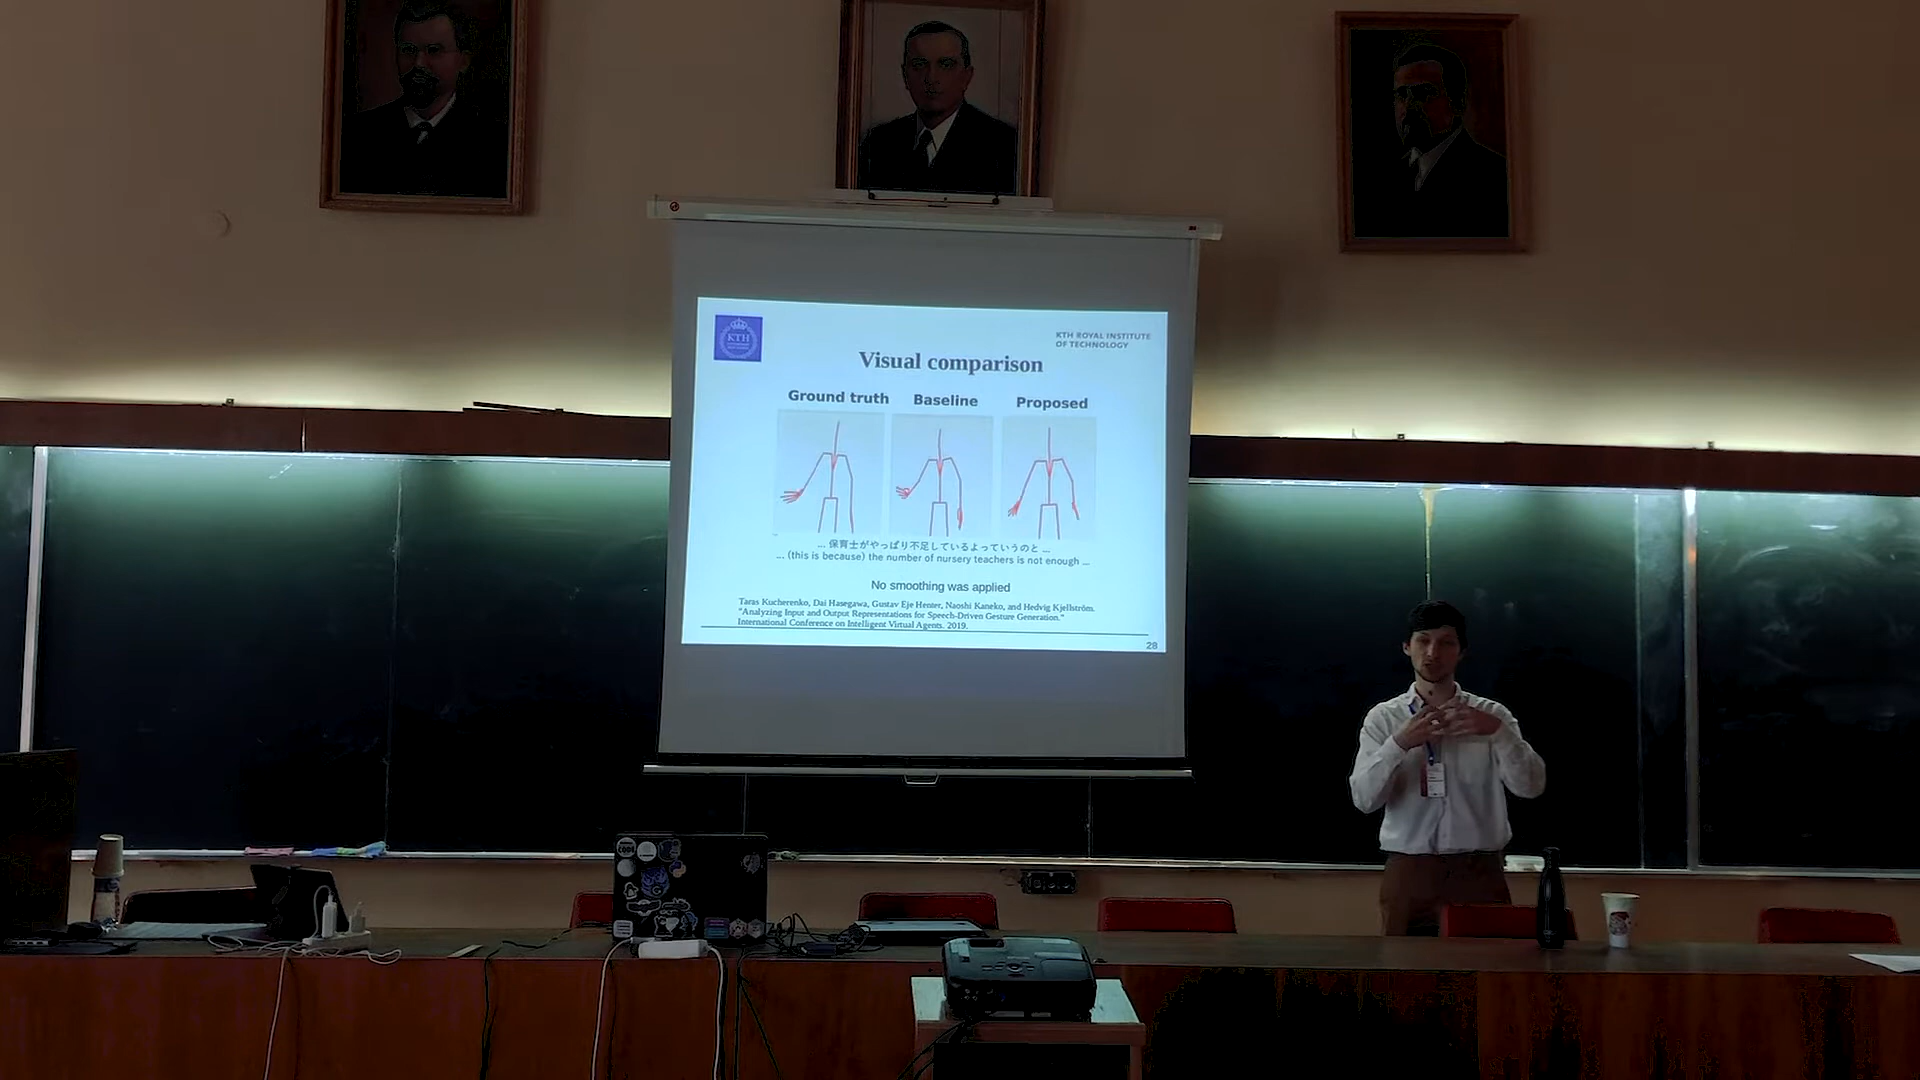 KTH
KTH ROYAL INSTITUTE
OF TECHNOLOGY
Visual comparison
Ground truth
Baseline
Proposed
... 保育士がやっぱり不足しているよっていうのと ...
... (this is because) the number of nursery teachers is not enough ...
No smoothing was applied
Taras Kucherenko, Dai Hasegawa, Gustav Eje Henter, Naoshi Kaneko, and Hedvig Kjellström.
"Analyzing Input and Output Representations for Speech-Driven Gesture Generation."
International Conference on Intelligent Virtual Agents. 2019.
28